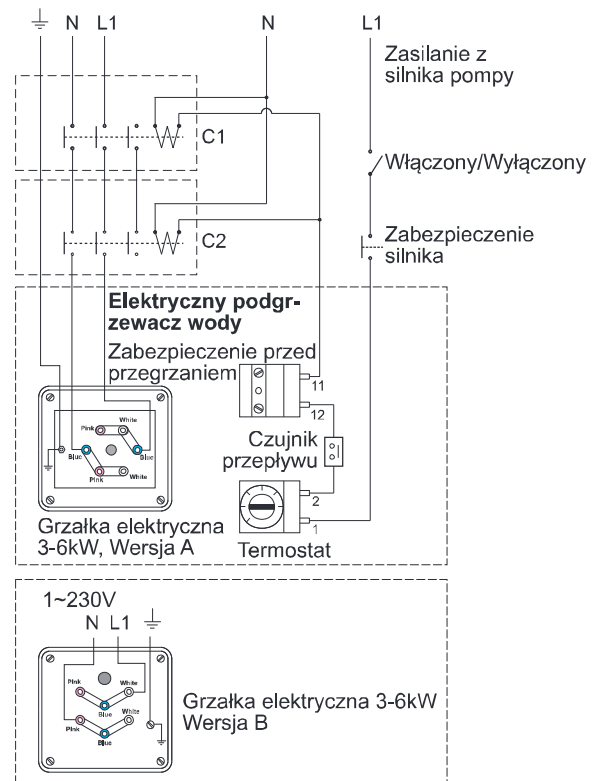 N L1 N L1
Zasilanie z
silnika pompy
C1
Włączony/Wyłączony
C2
Zabezpieczenie
silnika
Elektryczny podgr-
zewacz wody
Zabezpieczenie przed
przegrzaniem
11
12
Czujnik
przepływu
2
1
Termostat
White
Pink
Blue
Blue
Pink
White
Grzałka elektryczna
3-6kW, Wersja A
1~230V
N L1
Pink
White
Blue
White
Pink
Blue
Grzałka elektryczna 3-6kW
Wersja B